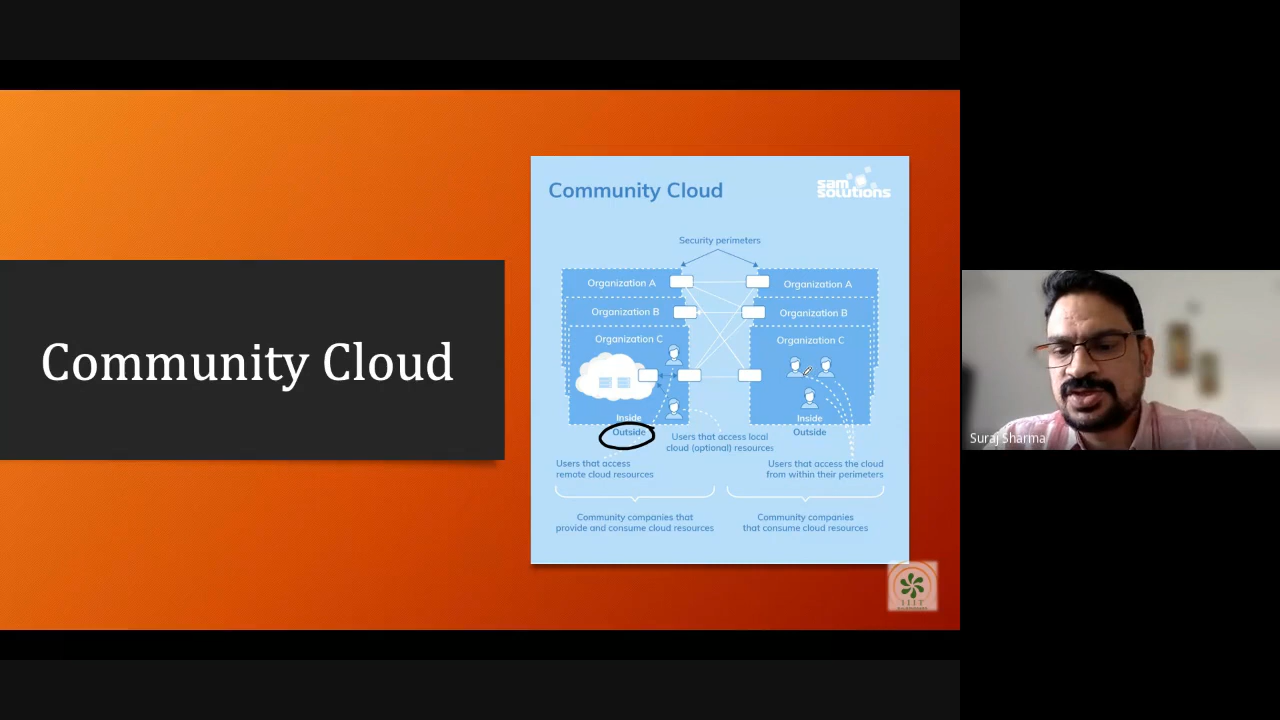 Community Cloud
Community Cloud
sam
solutions
Security perimeters
Organization A
Organization B
Organization C
Inside
Outside
Organization A
Organization B
Organization C
Inside
Outside
Users that access local
cloud (optional) resources
Users that access
remote cloud resources
Users that access the cloud
from within their perimeters
Community companies that
provide and consume cloud resources
Community companies
that consume cloud resources
IIIT
Suraj Sharma